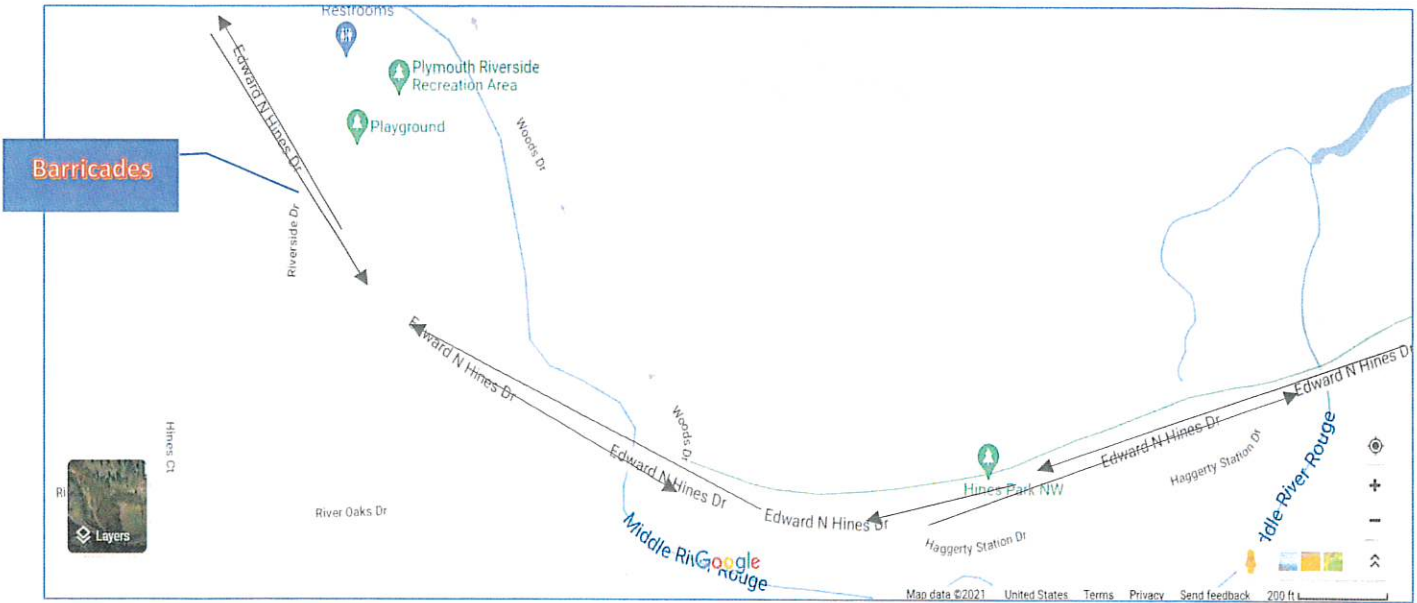 Restrooms
Edward N Hines Dr
Plymouth Riverside
Recreation Area
Playground
Woods Dr
Barricades
Riverside Dr
Edward N Hines Dr
Edward N Hines Dr
Edward N Hines Dr
Woods Dr
Hines Ct
Edward N Hines Dr
Haggerty Station Dr
Hines Park NW
Edward N Hines Dr
River Oaks Dr
Haggerty Station Dr
Middle River Rouge
Google
Layers
Map data ©2021
United States
Terms
Privacy
Send feedback
200 ft